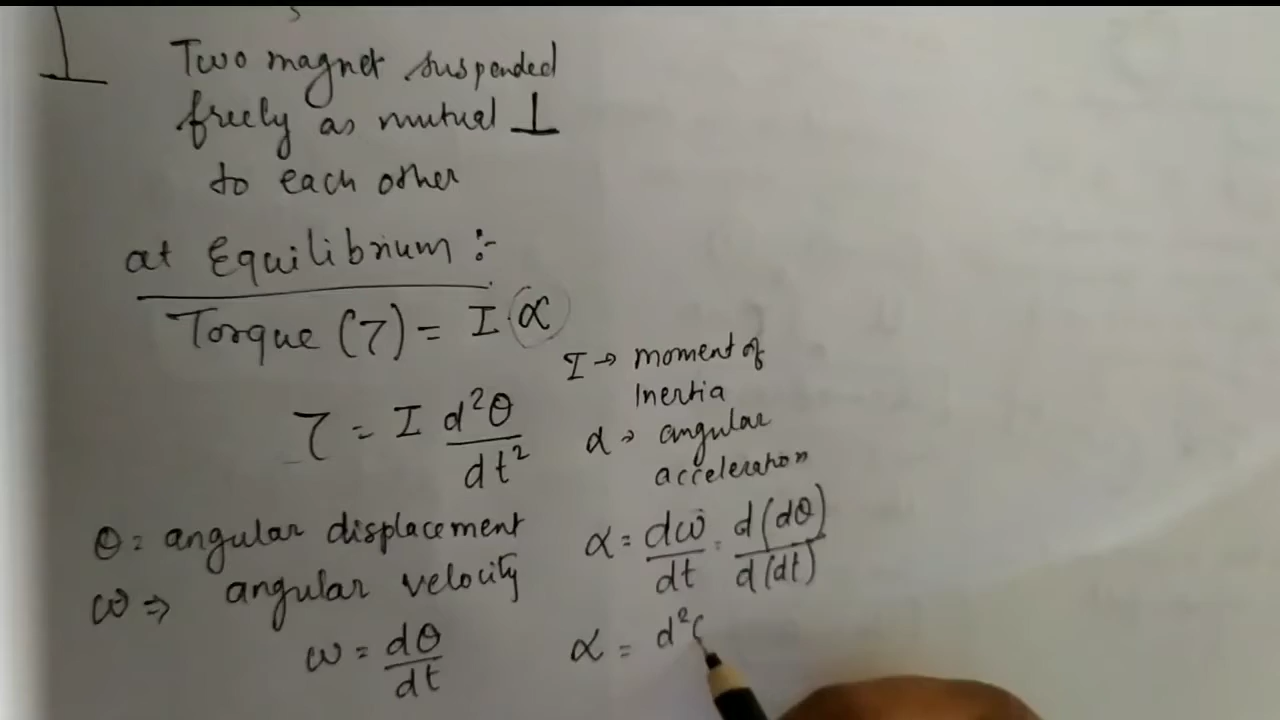 Two magnet suspended
freely as mutual ⊥
to each other
at Equilibrium :-
Torque (τ) = I·α
I → moment of
Inertia
τ = I d²θ/dt²
α → angular
acceleration
θ = angular displacement
ω ⇒ angular velocity
ω = dθ/dt
α = dω/dt = d(dθ)/d(dt)
α = d²